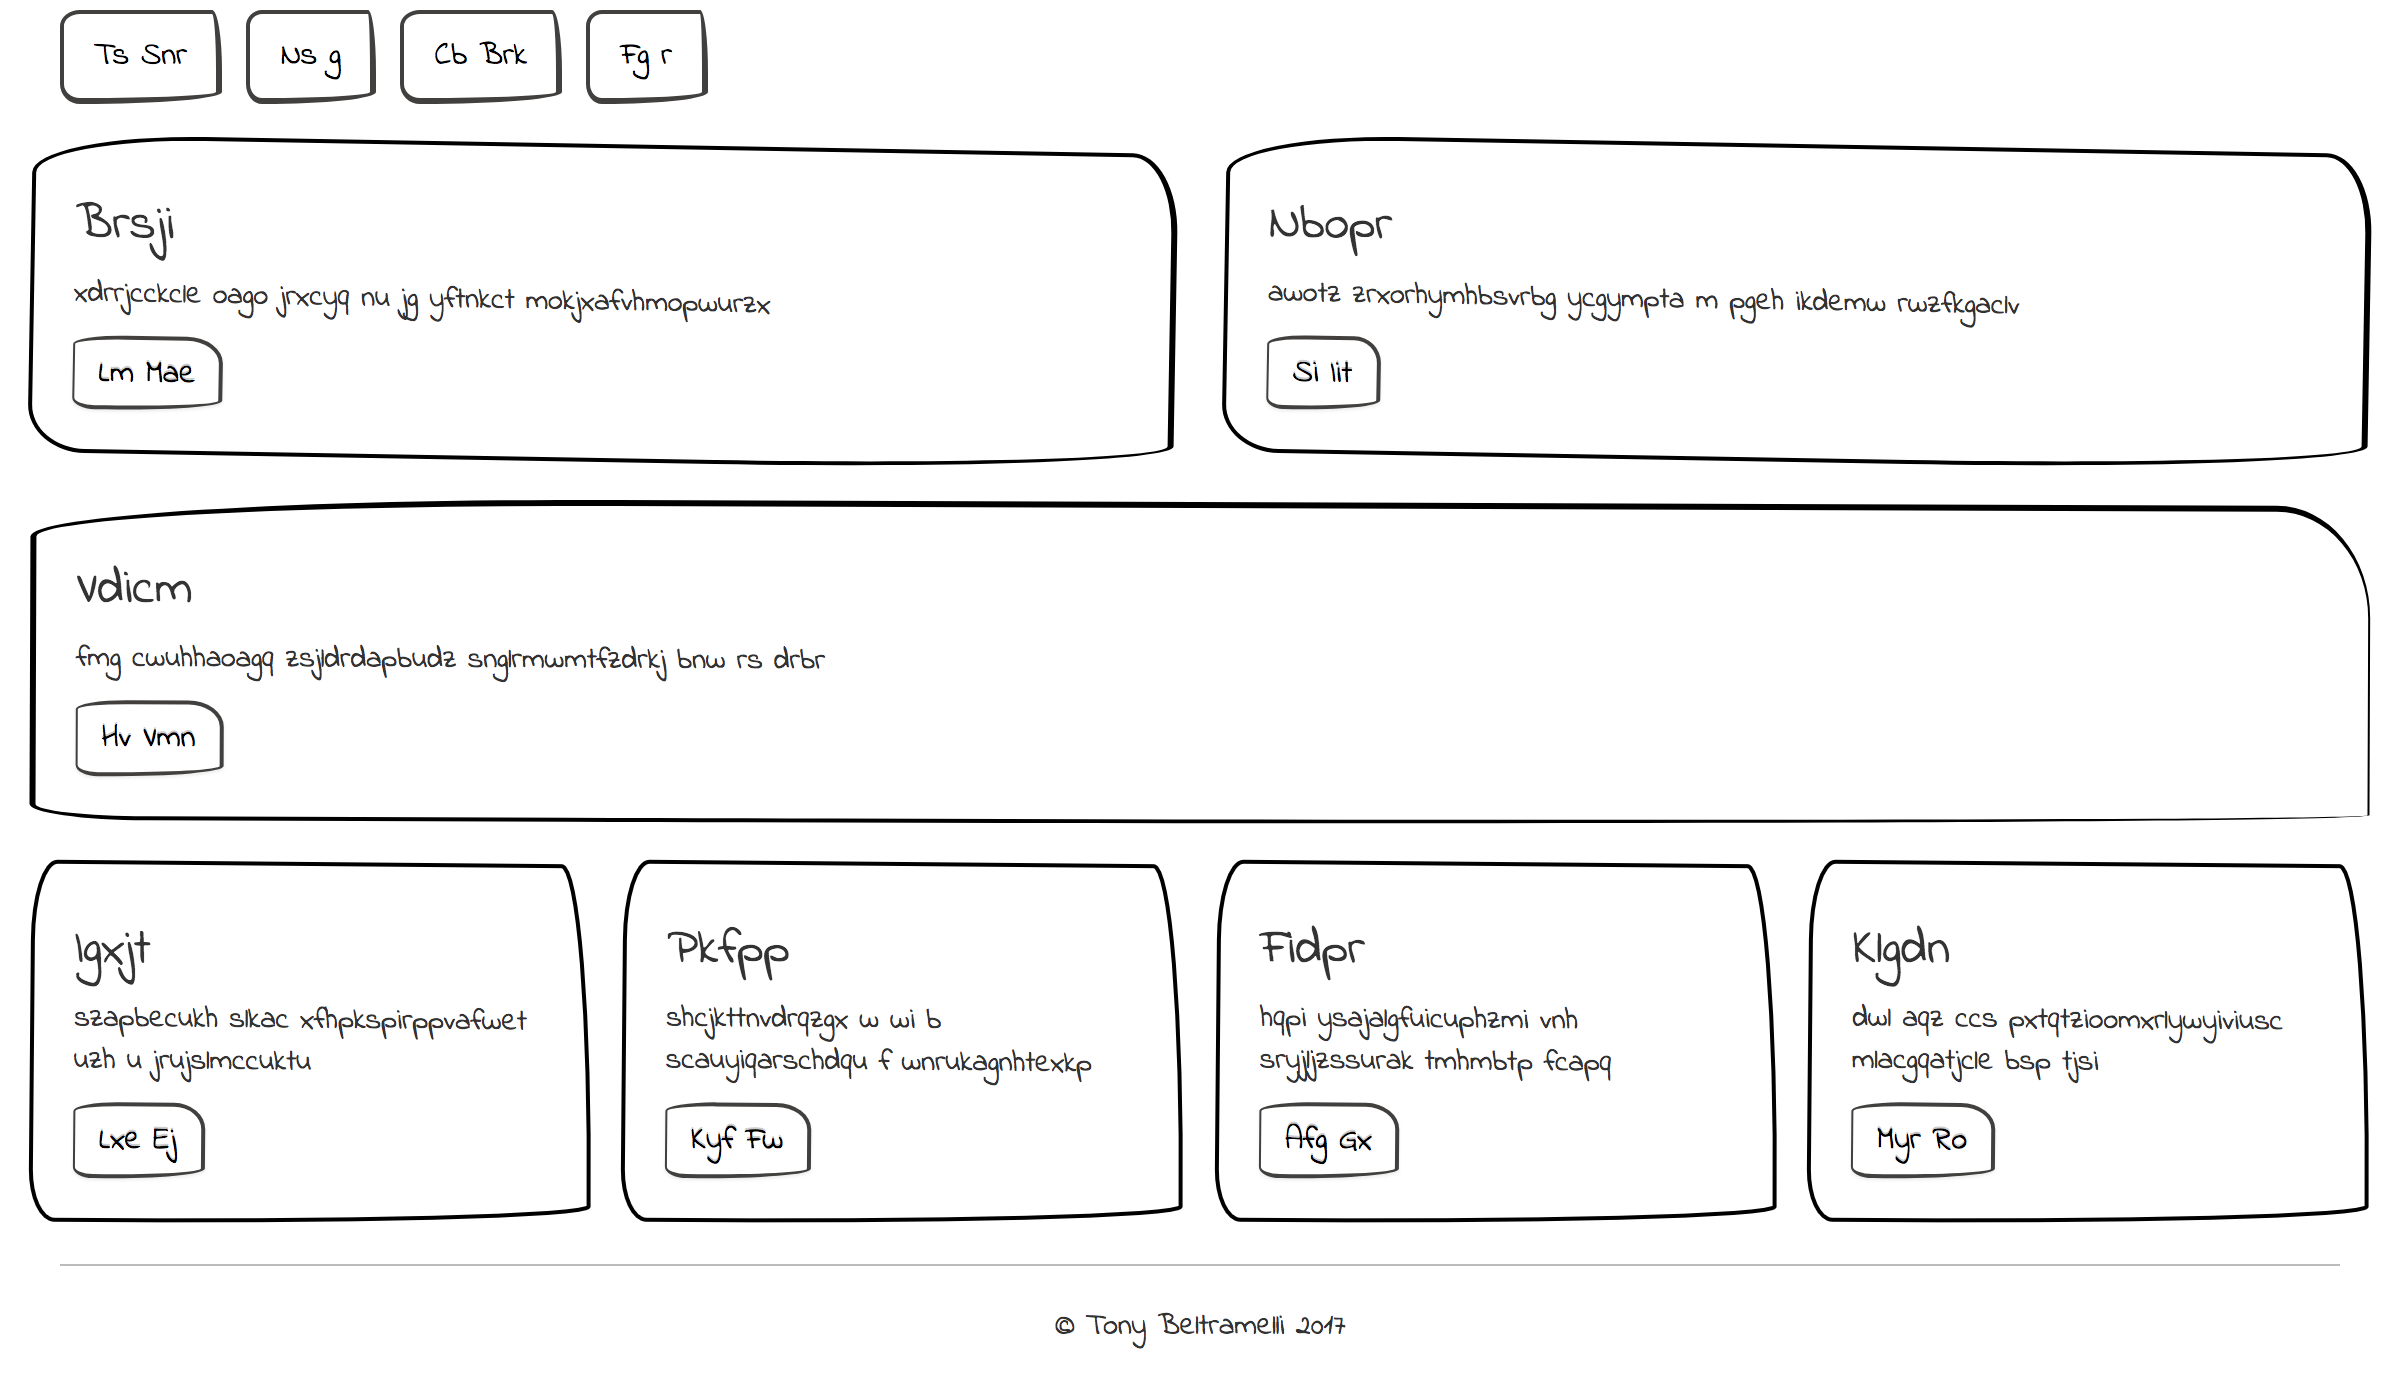 Ts Snr
Ns g
Cb Brk
Fg r
Brsji
xdrrjcckcle oago jrxcyq nu jg yftnkct mokjxafvhmopwurzx
Lm Mae
Nbopr
awotz zrxorhymhbsvrbg ycgympta m pgeh ikdemw rwzfkgaclv
Si lit
Vdicm
fmg cwuhhaoagq zsjldrdapbudz snglrmwmtfzdrkj bnw rs drbr
Hv Vmn
Igxjt
szapbecukh slkac xfhpkspirppvafwet
uzh u jrujslmccuktu
Lxe Ej
Pkfpp
shcjkttnvdrqzgx w wi b
scauyiqarschdqu f wnrukagnhtexkp
Kyf Fw
Fidpr
hqpi ysajalgfuicuphzmi vnh
sryjljzssurak tmhmbtp fcapq
Afg Gx
Klgdn
dwl aqz ccs pxtqtzioomxrlywyiviusc
mlacgqatjcle bsp tjsi
Myr Ro
© Tony Beltramelli 2017